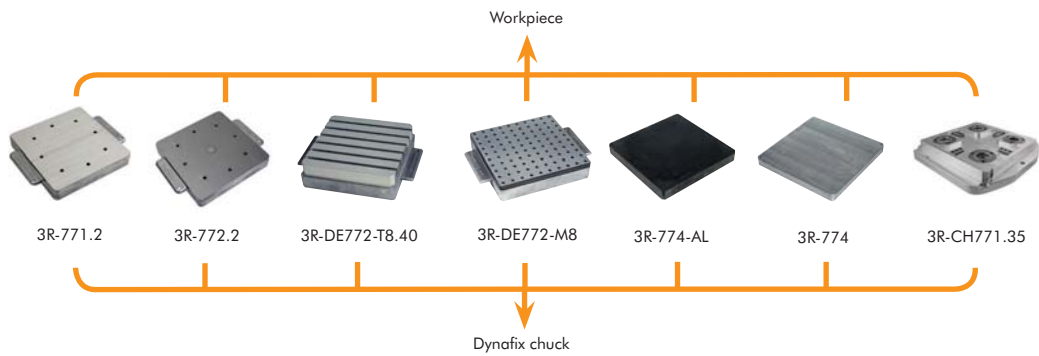 Workpiece
3R-771.2
3R-772.2
3R-DE772-T8.40
3R-DE772-M8
3R-774-AL
3R-774
3R-CH771.35
Dynafix chuck